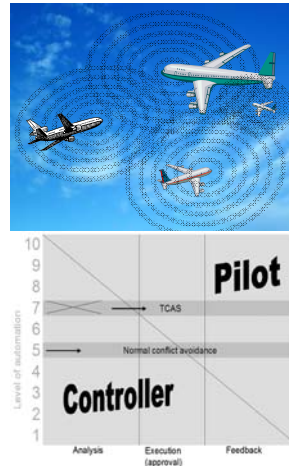 10
9
8
7
6
5
4
3
2
1
Level of automation
Pilot
TCAS
Normal conflict avoidance
Controller
Analysis
Execution
(approval)
Feedback